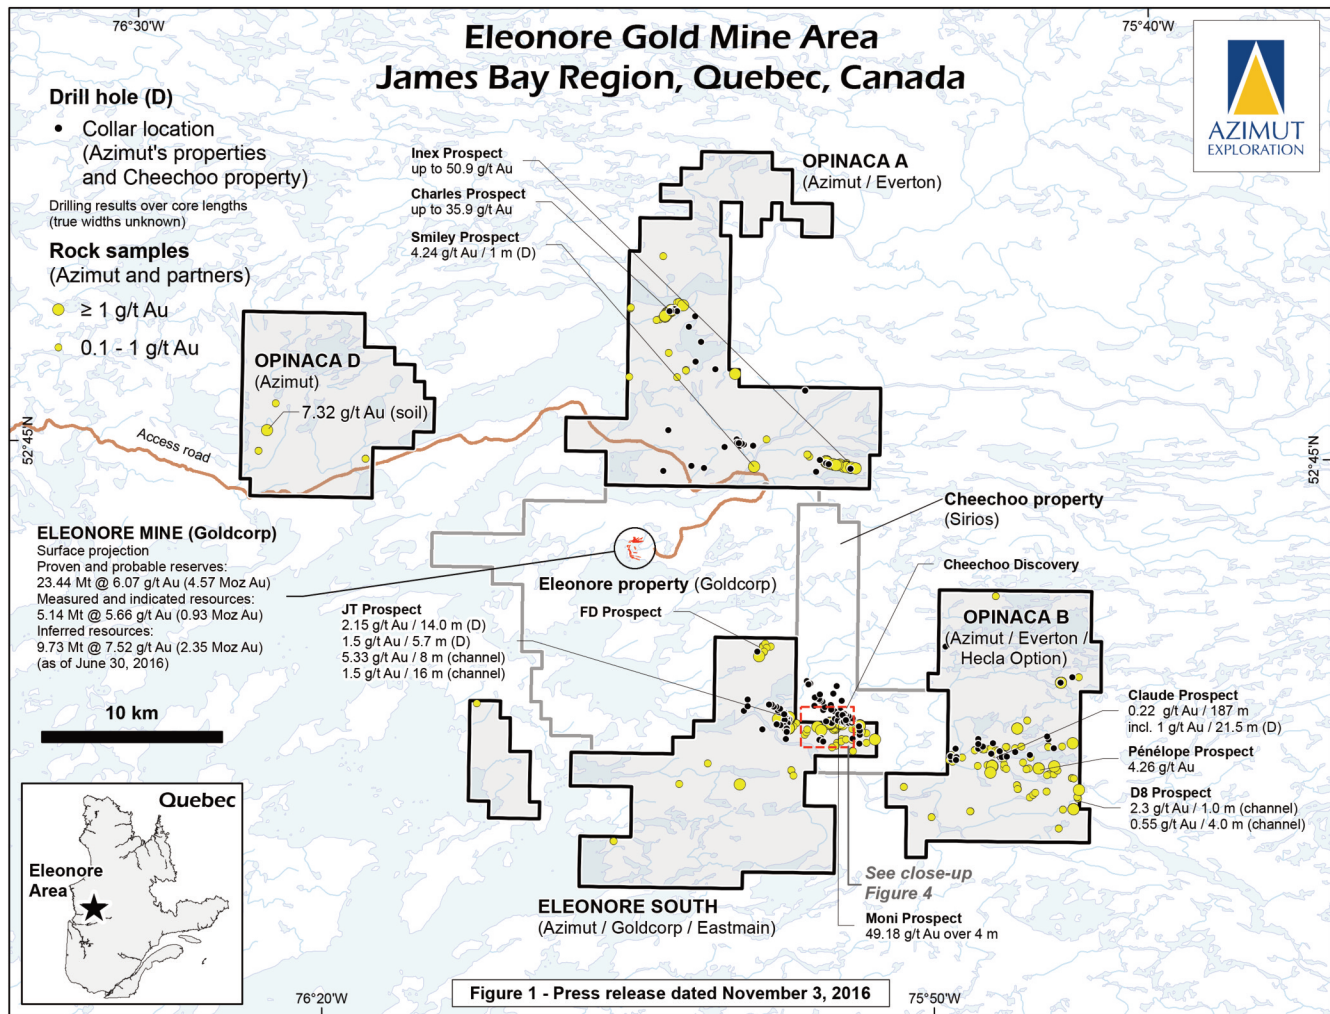 76°30'W
75°40'W
Eleonore Gold Mine Area
James Bay Region, Quebec, Canada
AZIMUT
EXPLORATION
Drill hole (D)
Collar location
(Azimut's properties
and Cheechoo property)
Drilling results over core lengths
(true widths unknown)
Rock samples
(Azimut and partners)
≥ 1 g/t Au
0.1 - 1 g/t Au
Inex Prospect
up to 50.9 g/t Au
Charles Prospect
up to 35.9 g/t Au
Smiley Prospect
4.24 g/t Au / 1 m (D)
OPINACA A
(Azimut / Everton)
OPINACA D
(Azimut)
7.32 g/t Au (soil)
Access road
52°45'N
52°45'N
ELEONORE MINE (Goldcorp)
Surface projection
Proven and probable reserves:
23.44 Mt @ 6.07 g/t Au (4.57 Moz Au)
Measured and indicated resources:
5.14 Mt @ 5.66 g/t Au (0.93 Moz Au)
Inferred resources:
9.73 Mt @ 7.52 g/t Au (2.35 Moz Au)
(as of June 30, 2016)
Cheechoo property
(Sirios)
Cheechoo Discovery
Eleonore property (Goldcorp)
JT Prospect
2.15 g/t Au / 14.0 m (D)
1.5 g/t Au / 5.7 m (D)
5.33 g/t Au / 8 m (channel)
1.5 g/t Au / 16 m (channel)
FD Prospect
OPINACA B
(Azimut / Everton /
Hecla Option)
Claude Prospect
0.22 g/t Au / 187 m
incl. 1 g/t Au / 21.5 m (D)
Pénélope Prospect
4.26 g/t Au
D8 Prospect
2.3 g/t Au / 1.0 m (channel)
0.55 g/t Au / 4.0 m (channel)
10 km
Quebec
Eleonore
Area
See close-up
Figure 4
ELEONORE SOUTH
(Azimut / Goldcorp / Eastmain)
Moni Prospect
49.18 g/t Au over 4 m
76°20'W
Figure 1 - Press release dated November 3, 2016
75°50'W